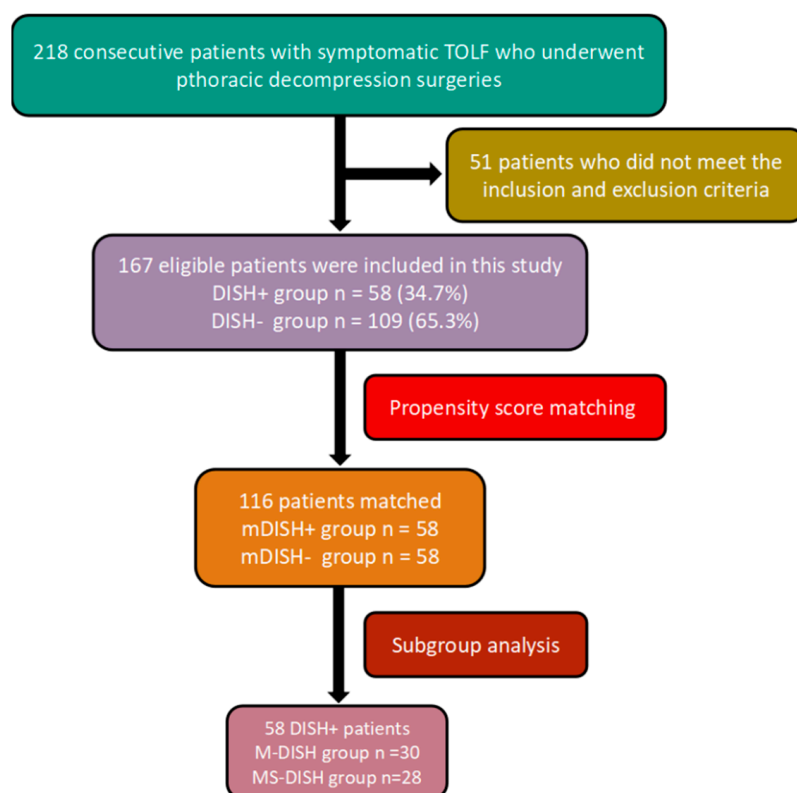 218 consecutive patients with symptomatic TOLF who underwent
pthoracic decompression surgeries
51 patients who did not meet the
inclusion and exclusion criteria
167 eligible patients were included in this study
DISH+ group n = 58 (34.7%)
DISH- group n = 109 (65.3%)
Propensity score matching
116 patients matched
mDISH+ group n = 58
mDISH- group n = 58
Subgroup analysis
58 DISH+ patients
M-DISH group n =30
MS-DISH group n=28